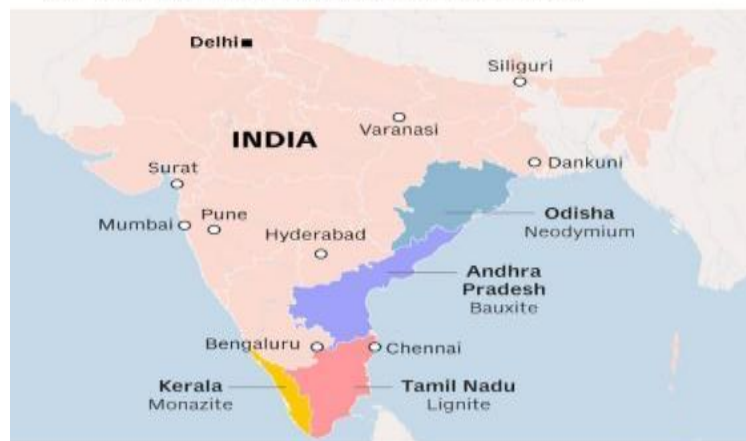 Delhi
Siliguri
Varanasi
INDIA
Surat
Dankuni
Mumbai
Pune
Hyderabad
Odisha
Neodymium
Andhra
Pradesh
Bauxite
Bengaluru
Chennai
Kerala
Monazite
Tamil Nadu
Lignite